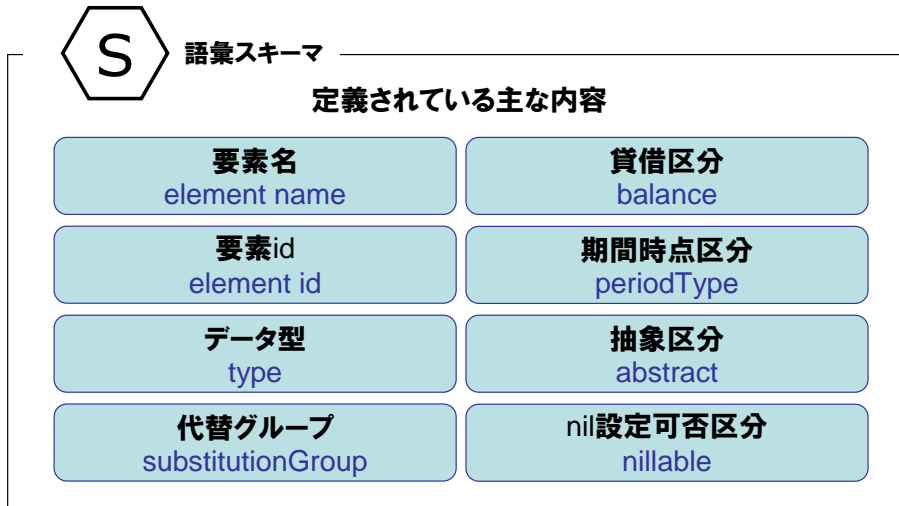 S
語彙スキーマ
定義されている主な内容
要素名
element name
貸借区分
balance
要素id
element id
期間時点区分
periodType
データ型
type
抽象区分
abstract
代替グループ
substitutionGroup
nil設定可否区分
nillable